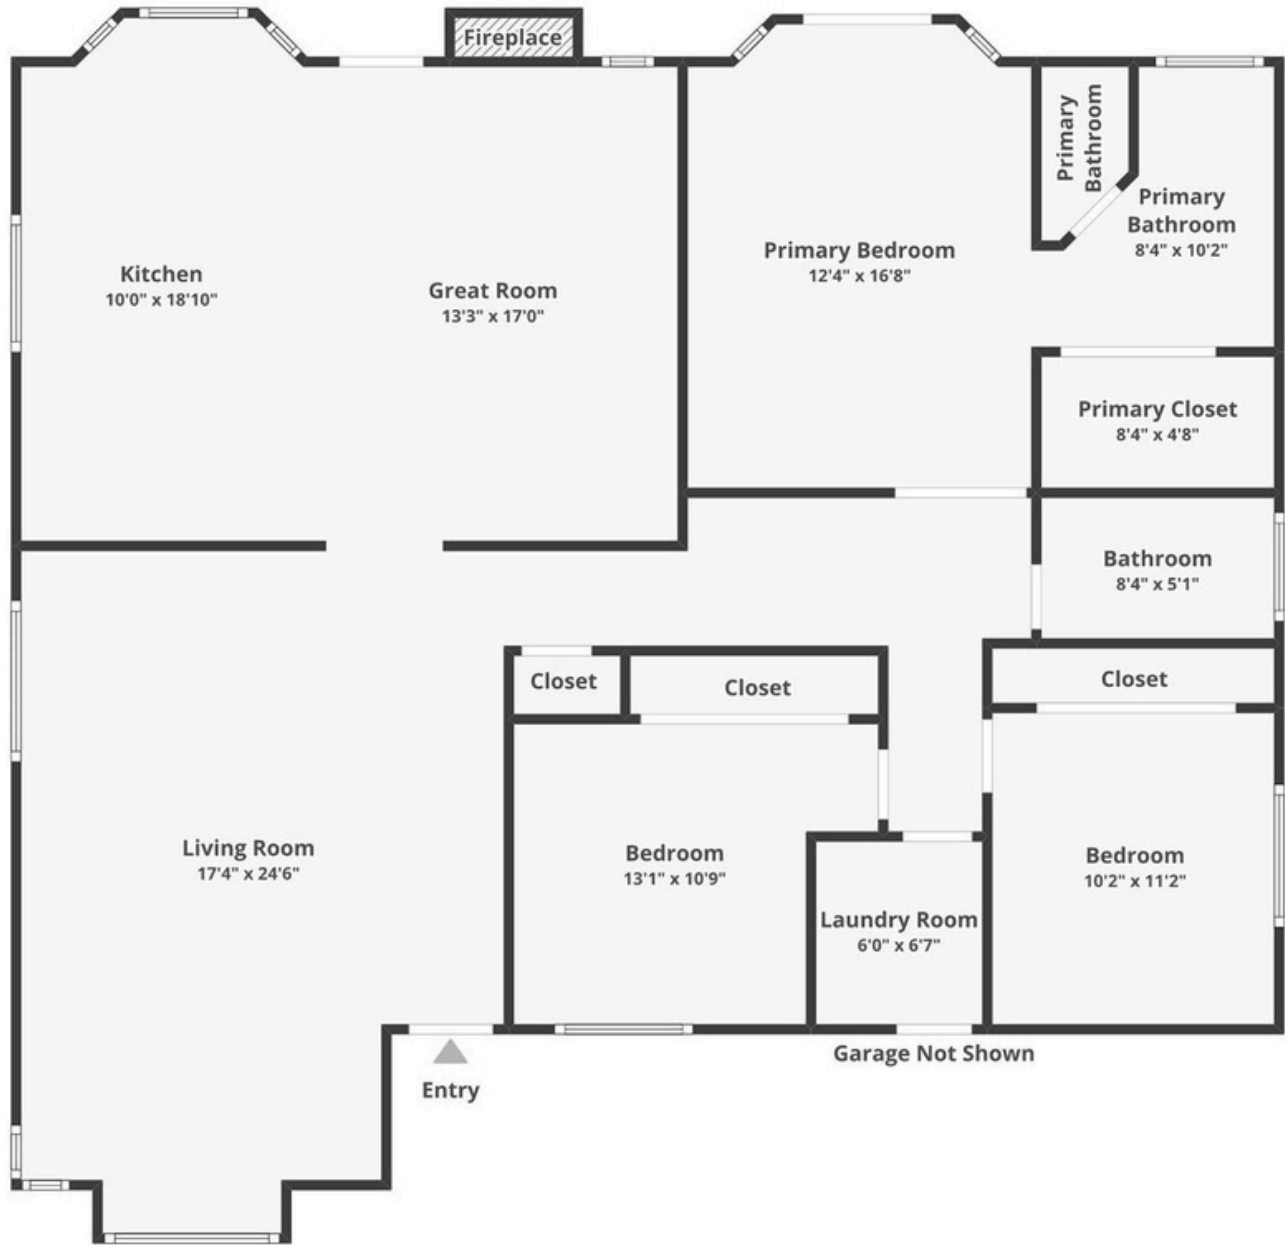 Fireplace
Primary
Bathroom
Primary
Bathroom
8'4" x 10'2"
Primary Bedroom
12'4" x 16'8"
Kitchen
10'0" x 18'10"
Great Room
13'3" x 17'0"
Primary Closet
8'4" x 4'8"
Bathroom
8'4" x 5'1"
Closet
Closet
Closet
Living Room
17'4" x 24'6"
Bedroom
13'1" x 10'9"
Bedroom
10'2" x 11'2"
Laundry Room
6'0" x 6'7"
Garage Not Shown
Entry